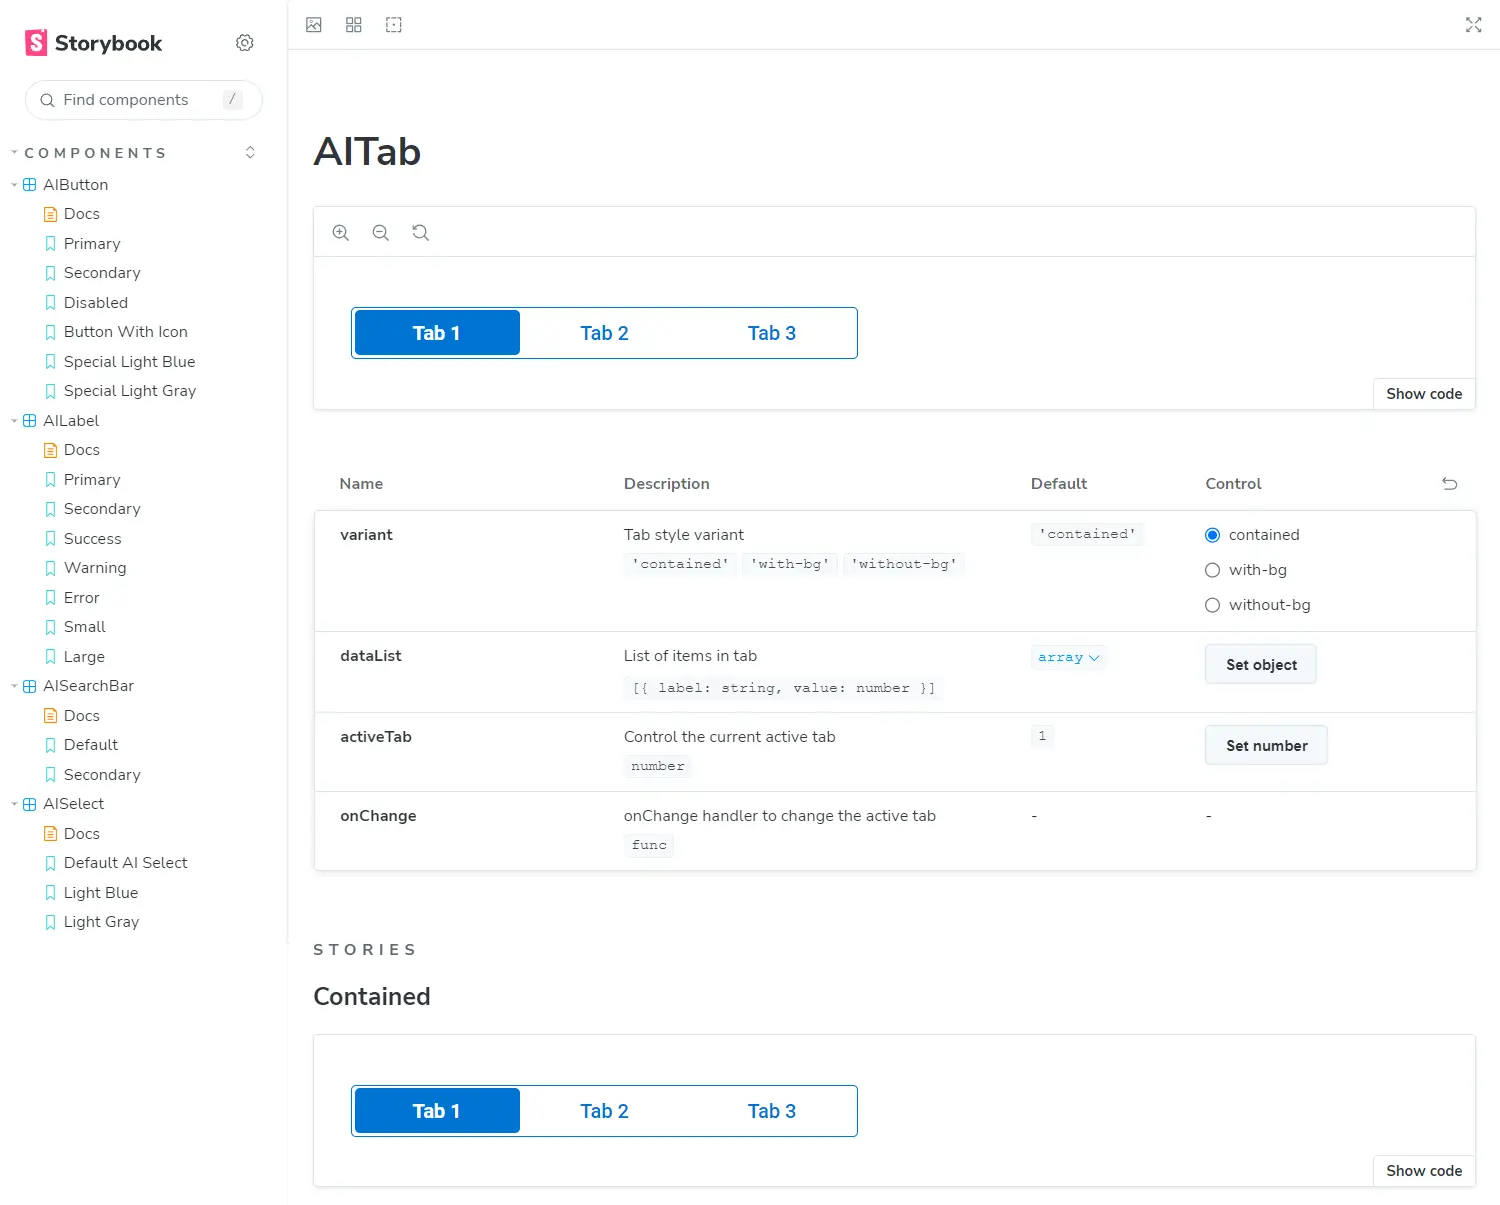 Storybook
Find components
/
COMPONENTS
AIButton
Docs
Primary
Secondary
Disabled
Button With Icon
Special Light Blue
Special Light Gray
AILabel
Docs
Primary
Secondary
Success
Warning
Error
Small
Large
AISearchBar
Docs
Default
Secondary
AISelect
Docs
Default AI Select
Light Blue
Light Gray
AITab
Tab 1 Tab 2 Tab 3
Show code
Name Description Default Control
variant Tab style variant 'contained' contained
'contained' 'with-bg' 'without-bg'
with-bg
without-bg
dataList List of items in tab array Set object
[{ label: string, value: number }]
activeTab Control the current active tab 1 Set number
number
onChange onChange handler to change the active tab - -
func
STORIES
Contained
Tab 1 Tab 2 Tab 3
Show code